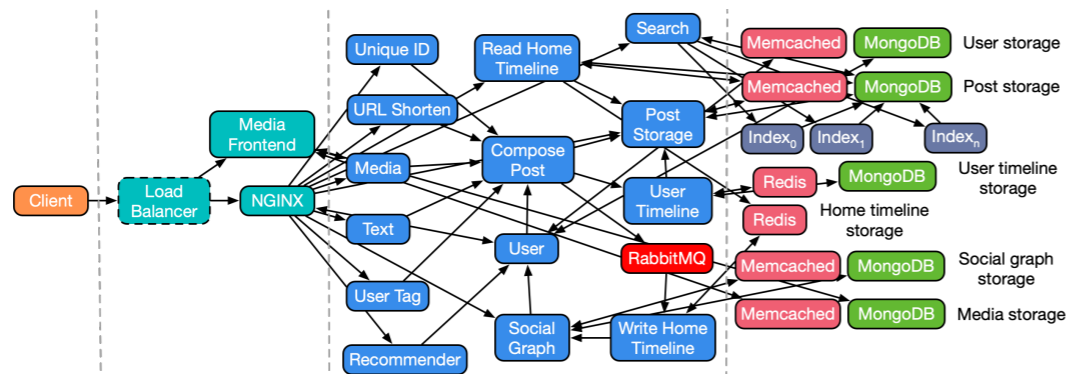 Client
Load
Balancer
Media
Frontend
NGINX
Unique ID
URL Shorten
Media
Text
User Tag
Recommender
Read Home
Timeline
Compose
Post
User
Social
Graph
Search
Post
Storage
User
Timeline
RabbitMQ
Write Home
Timeline
Memcached MongoDB User storage
Memcached MongoDB Post storage
Index0 Index1 Indexn
Redis MongoDB User timeline
storage
Redis Home timeline
storage
Memcached MongoDB Social graph
storage
Memcached MongoDB Media storage